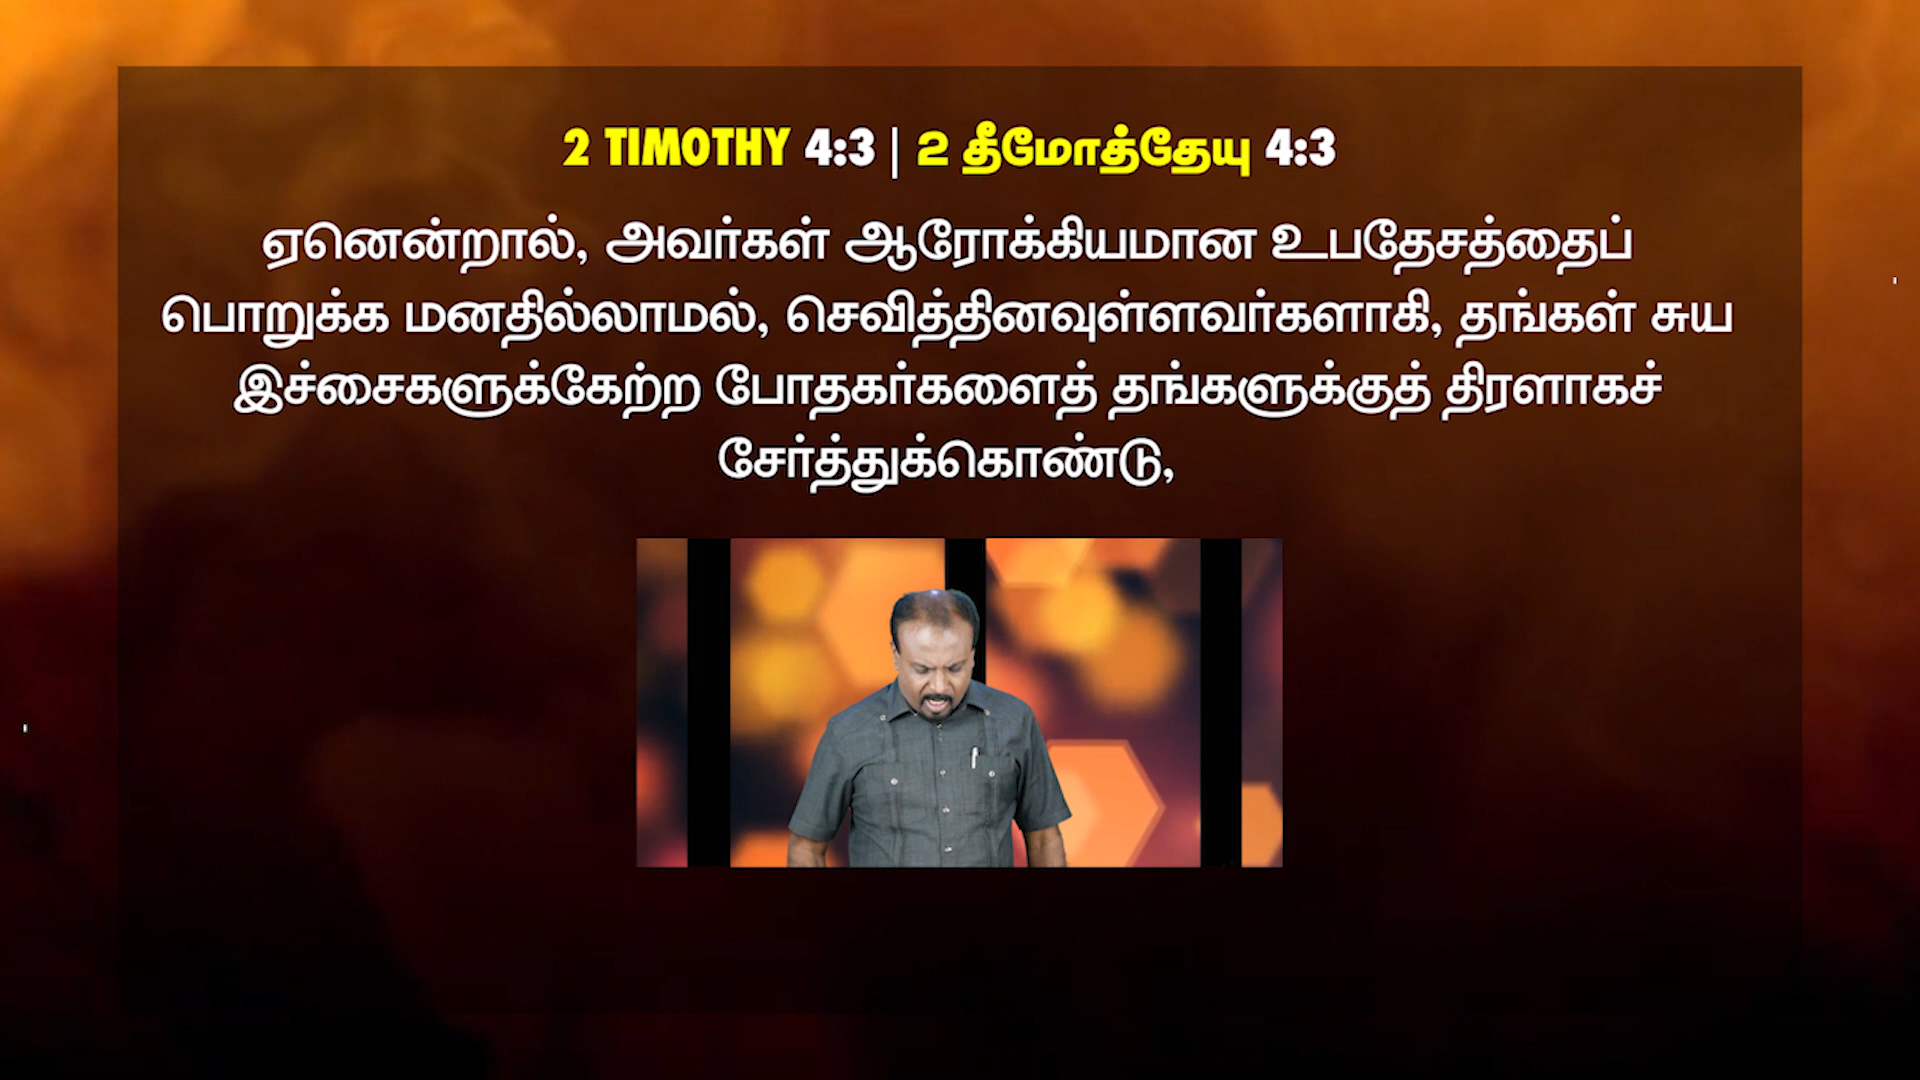 2 TIMOTHY 4:3 | 2 தீமோத்தேயு 4:3
ஏனென்றால், அவர்கள் ஆரோக்கியமான உபதேசத்தைப்
பொறுக்க மனதில்லாமல், செவித்தினவுள்ளவர்களாகி, தங்கள் சுய
இச்சைகளுக்கேற்ற போதகர்களைத் தங்களுக்குத் திரளாகச்
சேர்த்துக்கொண்டு,